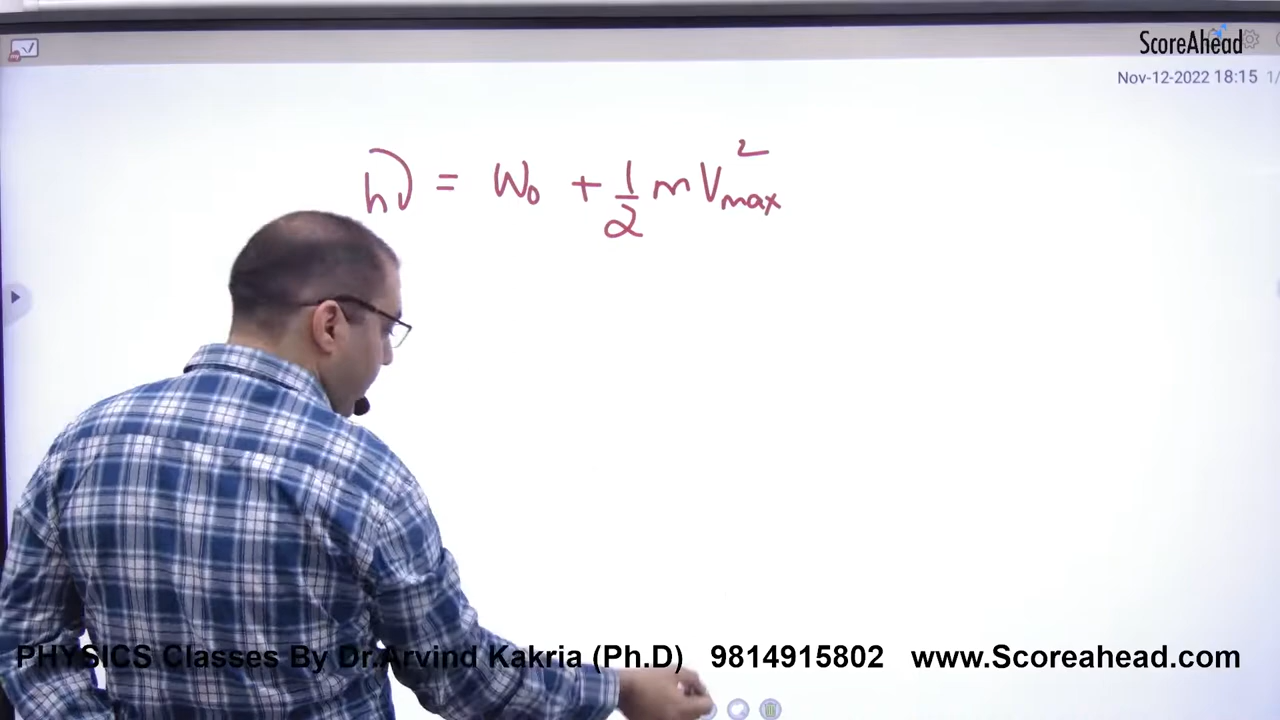 ScoreAhead
Nov-12-2022 18:15 1/
hν = W₀ + 1/2 m V²max
PHYSICS Classes By Dr.Arvind Kakria (Ph.D) 9814915802 www.Scoreahead.com